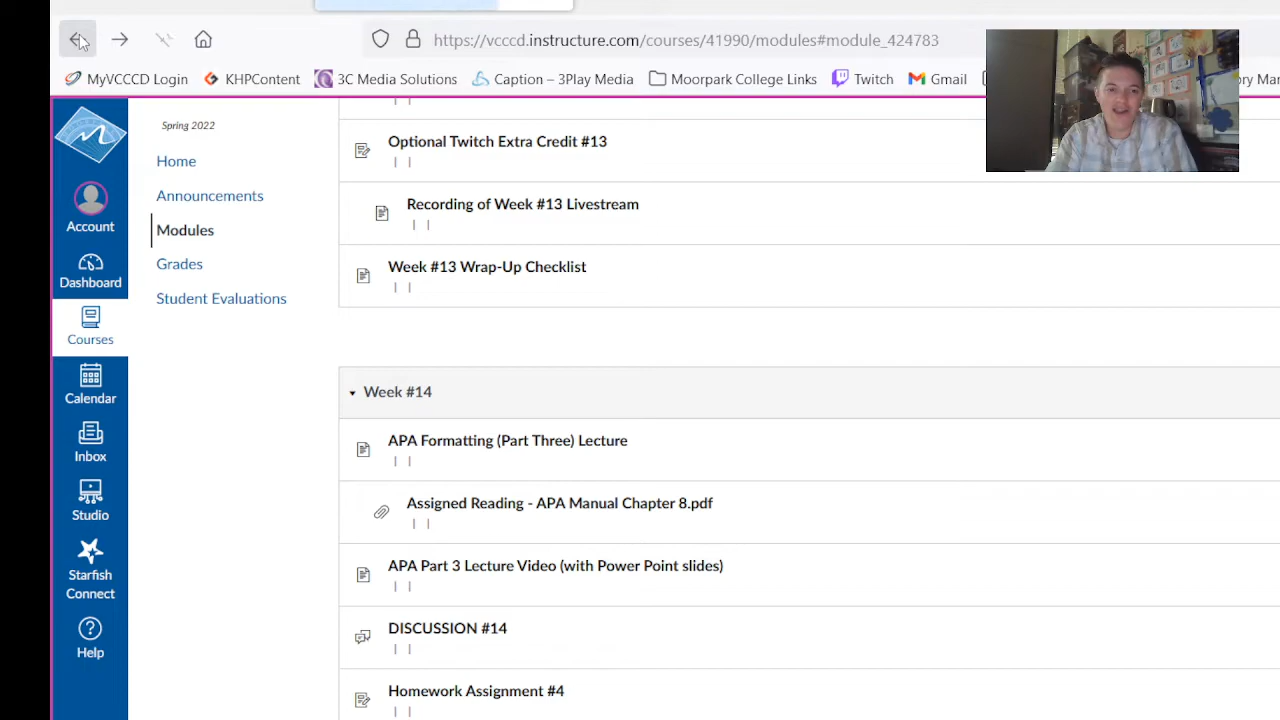 https://vcccd.instructure.com/courses/41990/modules#module_424783
MyVCCCD Login
KHPContent
3C Media Solutions
Caption – 3Play Media
Moorpark College Links
Twitch
Gmail
ory Mar
Spring 2022
Home
Announcements
Modules
Grades
Student Evaluations
Account
Dashboard
Courses
Calendar
Inbox
Studio
Starfish
Connect
Help
Optional Twitch Extra Credit #13
| |
Recording of Week #13 Livestream
| |
Week #13 Wrap-Up Checklist
| |
Week #14
APA Formatting (Part Three) Lecture
| |
Assigned Reading - APA Manual Chapter 8.pdf
| |
APA Part 3 Lecture Video (with Power Point slides)
| |
DISCUSSION #14
| |
Homework Assignment #4
| |